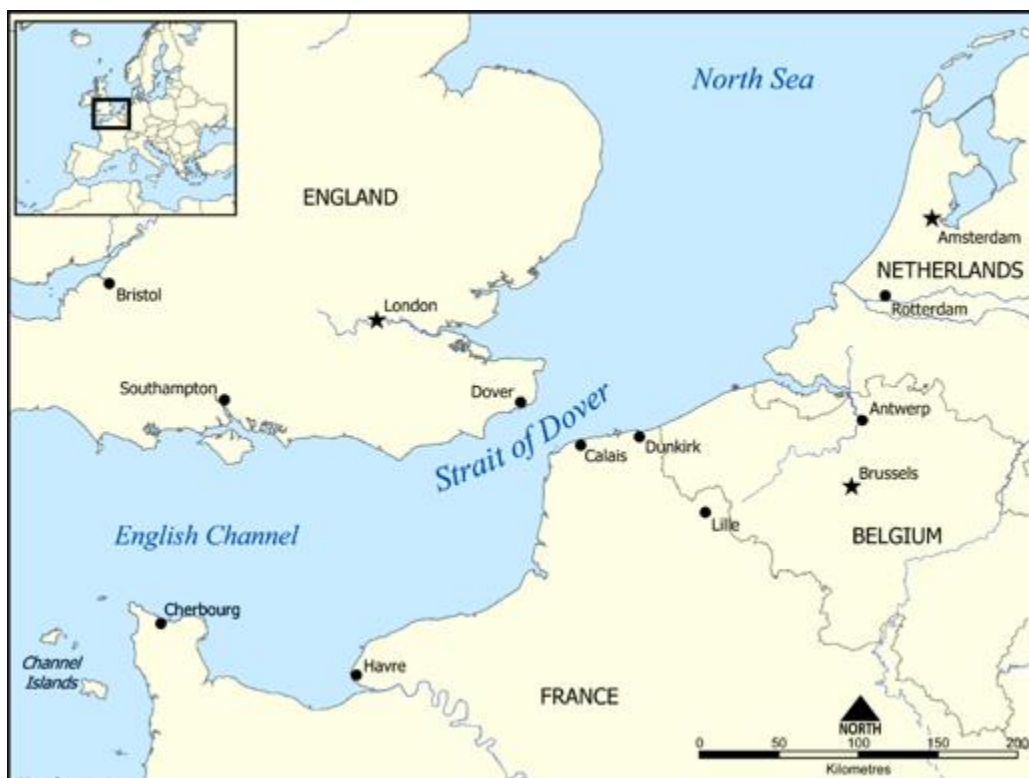 North Sea
ENGLAND
Amsterdam
NETHERLANDS
Bristol
London
Rotterdam
Southampton
Dover
Strait of Dover
Antwerp
Calais
Dunkirk
Brussels
Lille
English Channel
BELGIUM
Cherbourg
Channel
Islands
Havre
FRANCE
NORTH
0 50 100 150 200
Kilometres